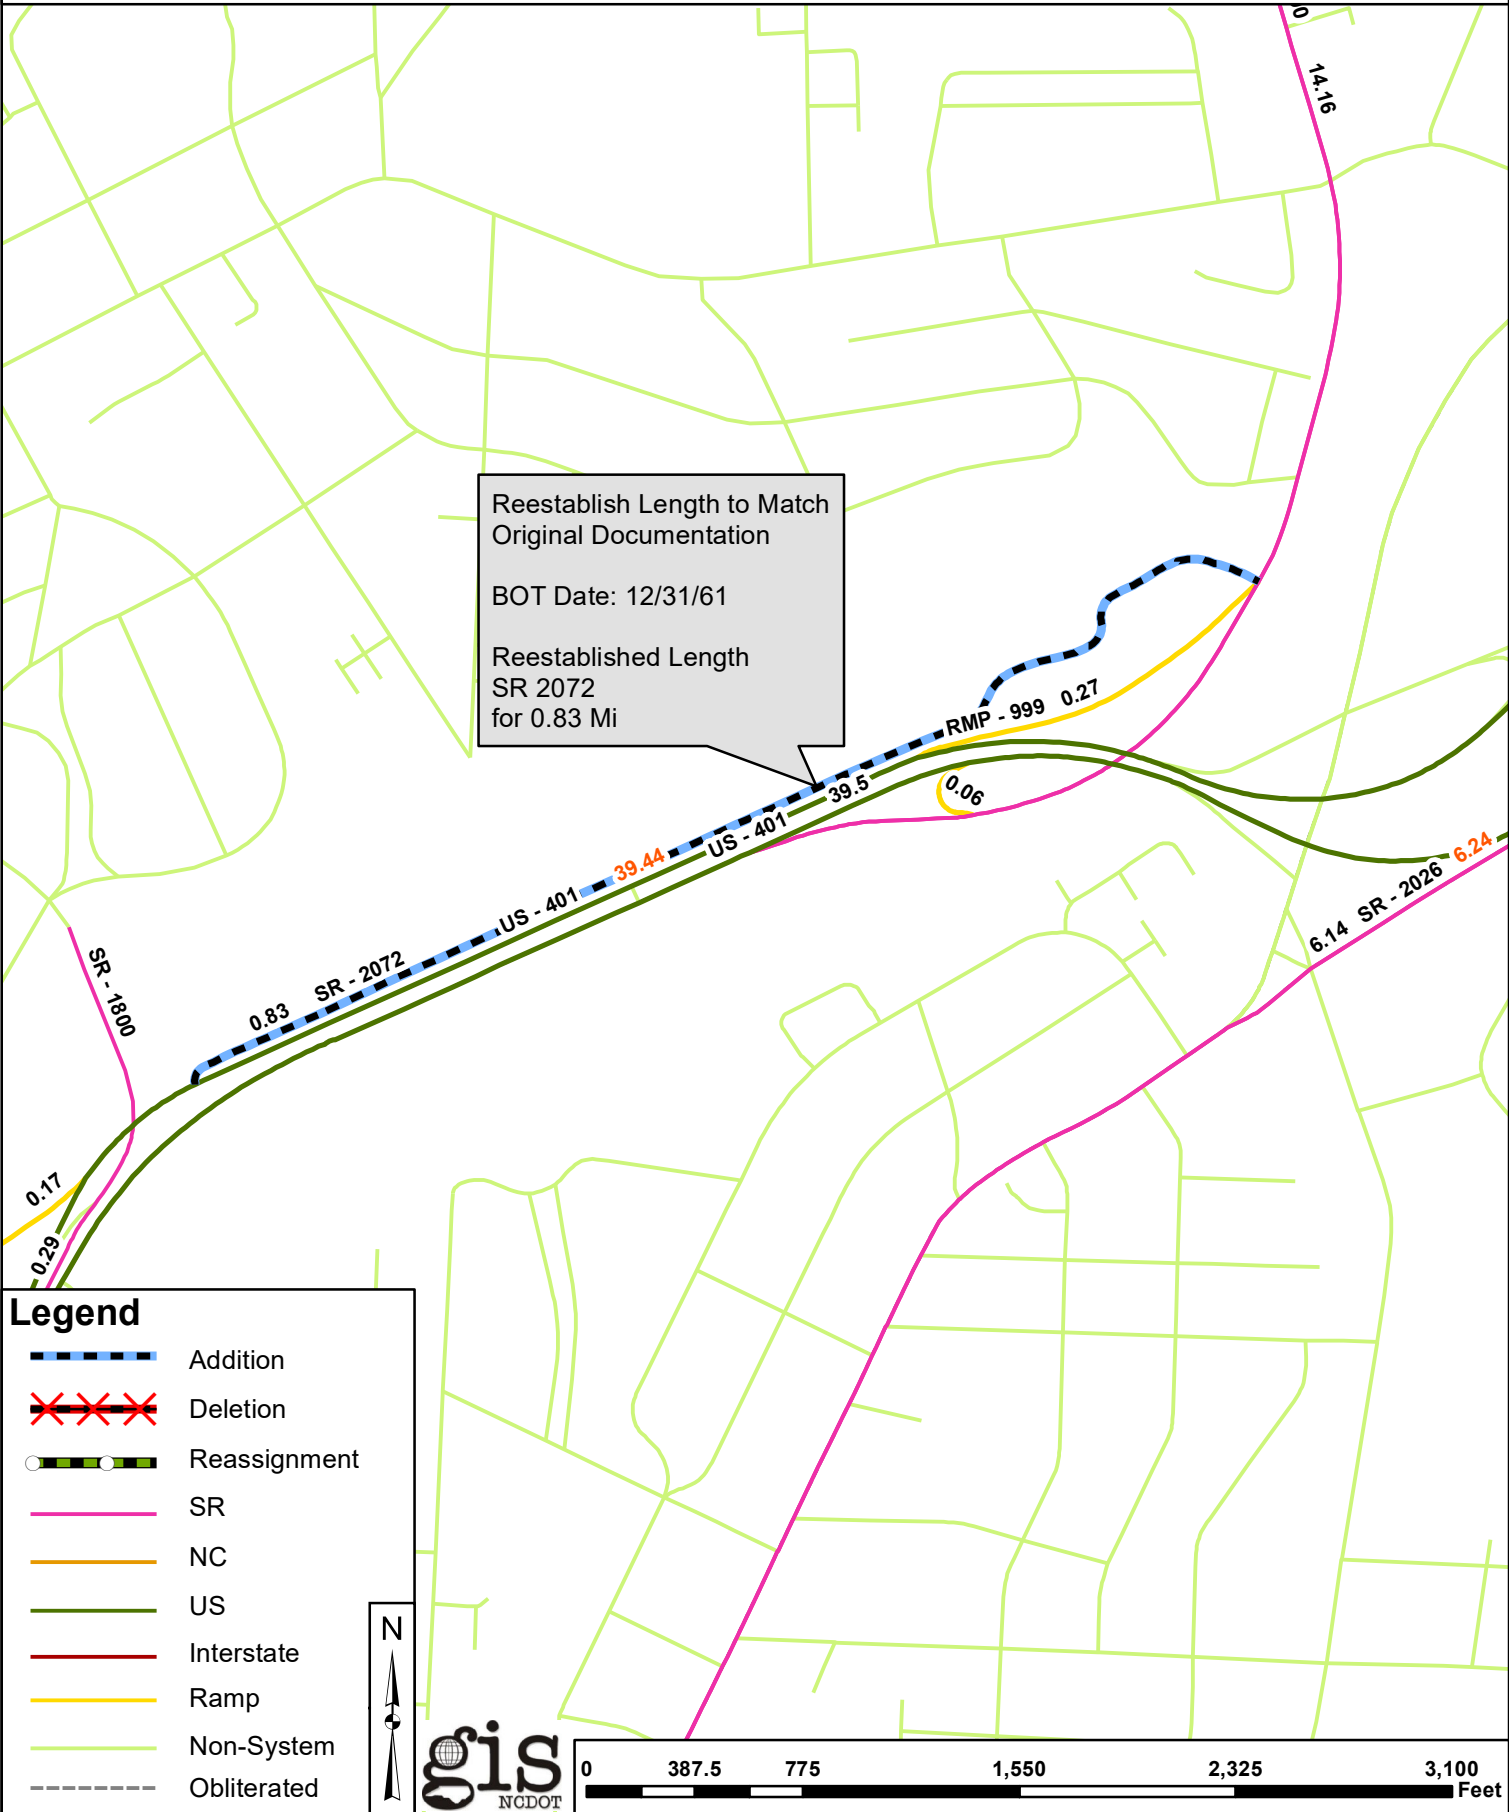 14.16
Reestablish Length to Match
Original Documentation
BOT Date: 12/31/61
Reestablished Length
SR 2072
for 0.83 Mi
RMP - 999 0.27
39.5
0.06
US - 401
39.44
US - 401
6.24
6.14 SR - 2026
SR - 2072
0.83
SR - 1800
0.17
0.29
Legend
Addition
Deletion
Reassignment
SR
NC
US
Interstate
Ramp
Non-System
Obliterated
N
gis
NCDOT
0 387.5 775 1,550 2,325 3,100
Feet